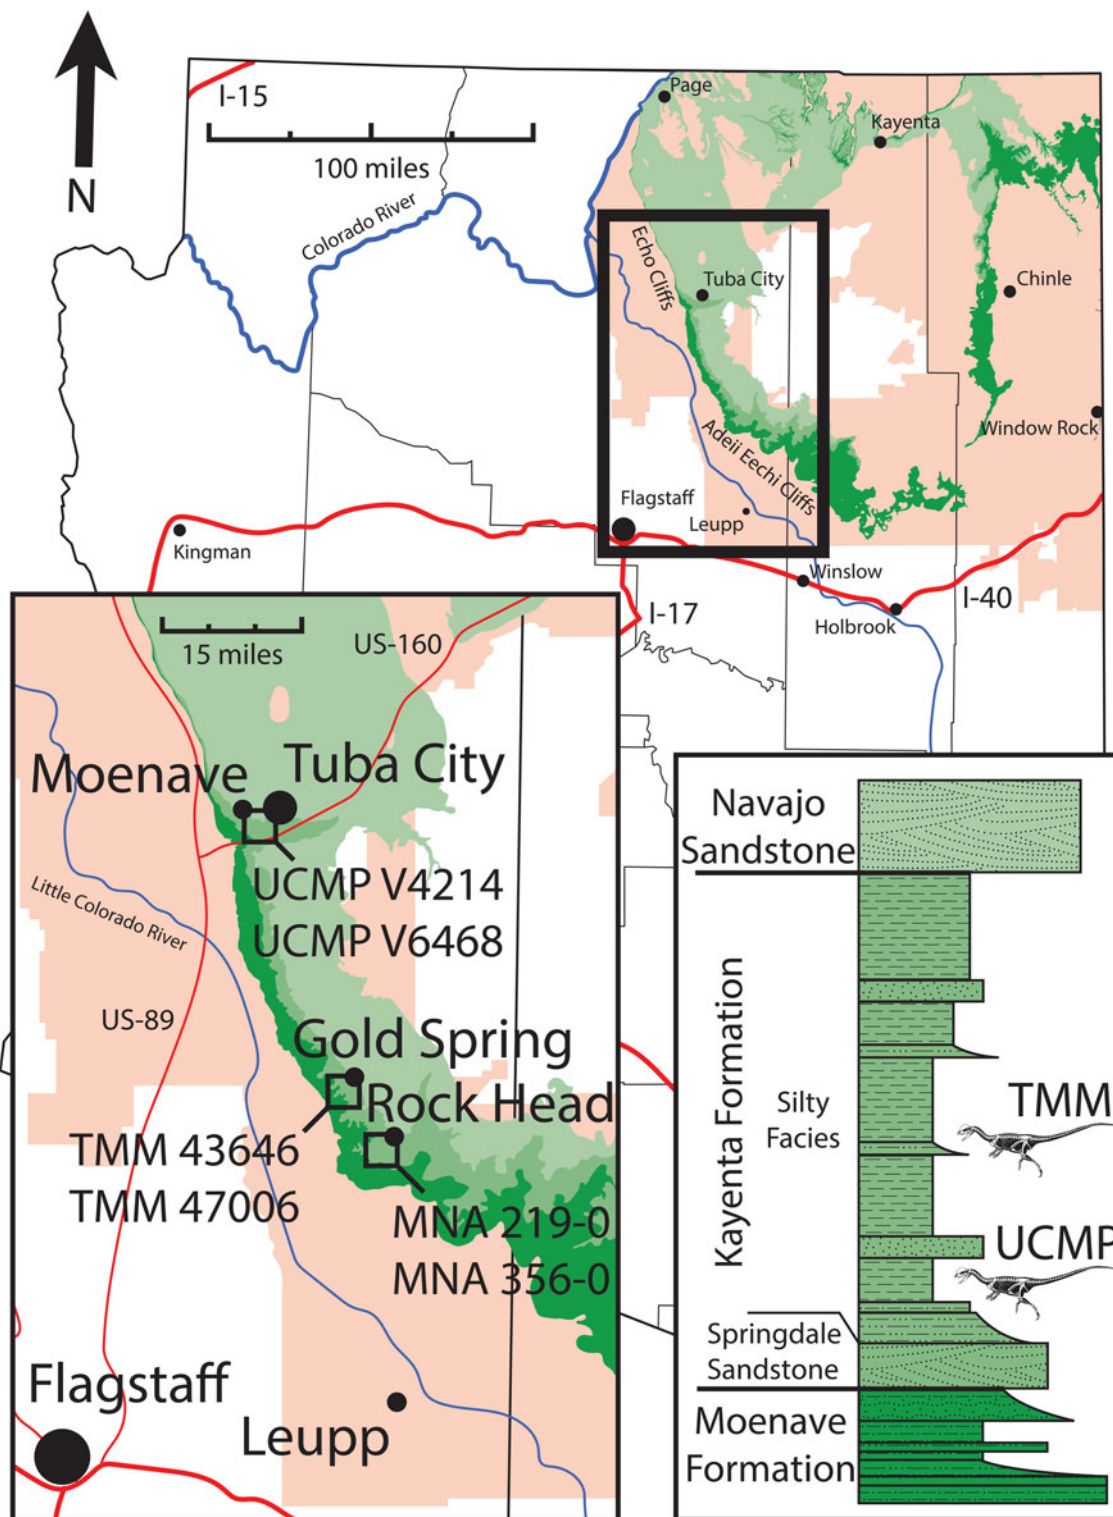 I-15
Page
Kayenta
100 miles
N
Colorado River
Echo Cliffs
Tuba City
Chinle
Window Rock
Adeii Eechi Cliffs
Flagstaff
Leupp
Kingman
Winslow
I-40
I-17
Holbrook
15 miles
US-160
Moenave
Tuba City
UCMP V4214
UCMP V6468
Little Colorado River
US-89
Gold Spring
Rock Head
TMM 43646
TMM 47006
MNA 219-0
MNA 356-0
Flagstaff
Leupp
Navajo
Sandstone
Kayenta Formation
Silty
Facies
TMM
UCMP
Springdale
Sandstone
Moenave
Formation